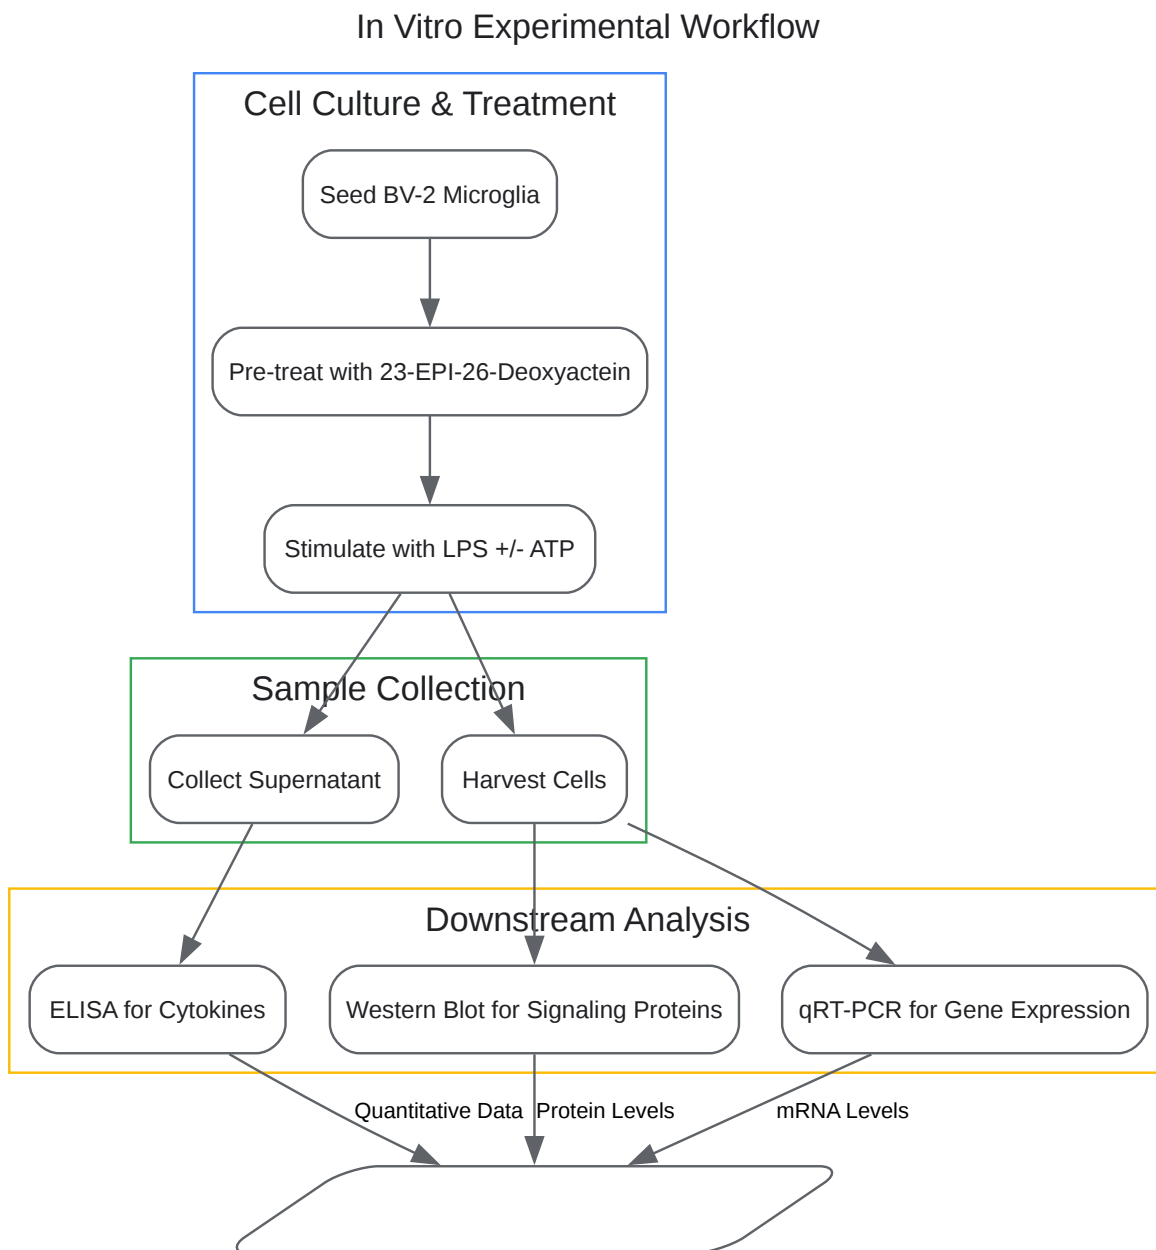 In Vitro Experimental Workflow
Cell Culture & Treatment
Seed BV-2 Microglia
Pre-treat with 23-EPI-26-Deoxyactein
Stimulate with LPS +/- ATP
Sample Collection
Collect Supernatant
Harvest Cells
Downstream Analysis
ELISA for Cytokines
Western Blot for Signaling Proteins
qRT-PCR for Gene Expression
Quantitative Data
Protein Levels
mRNA Levels